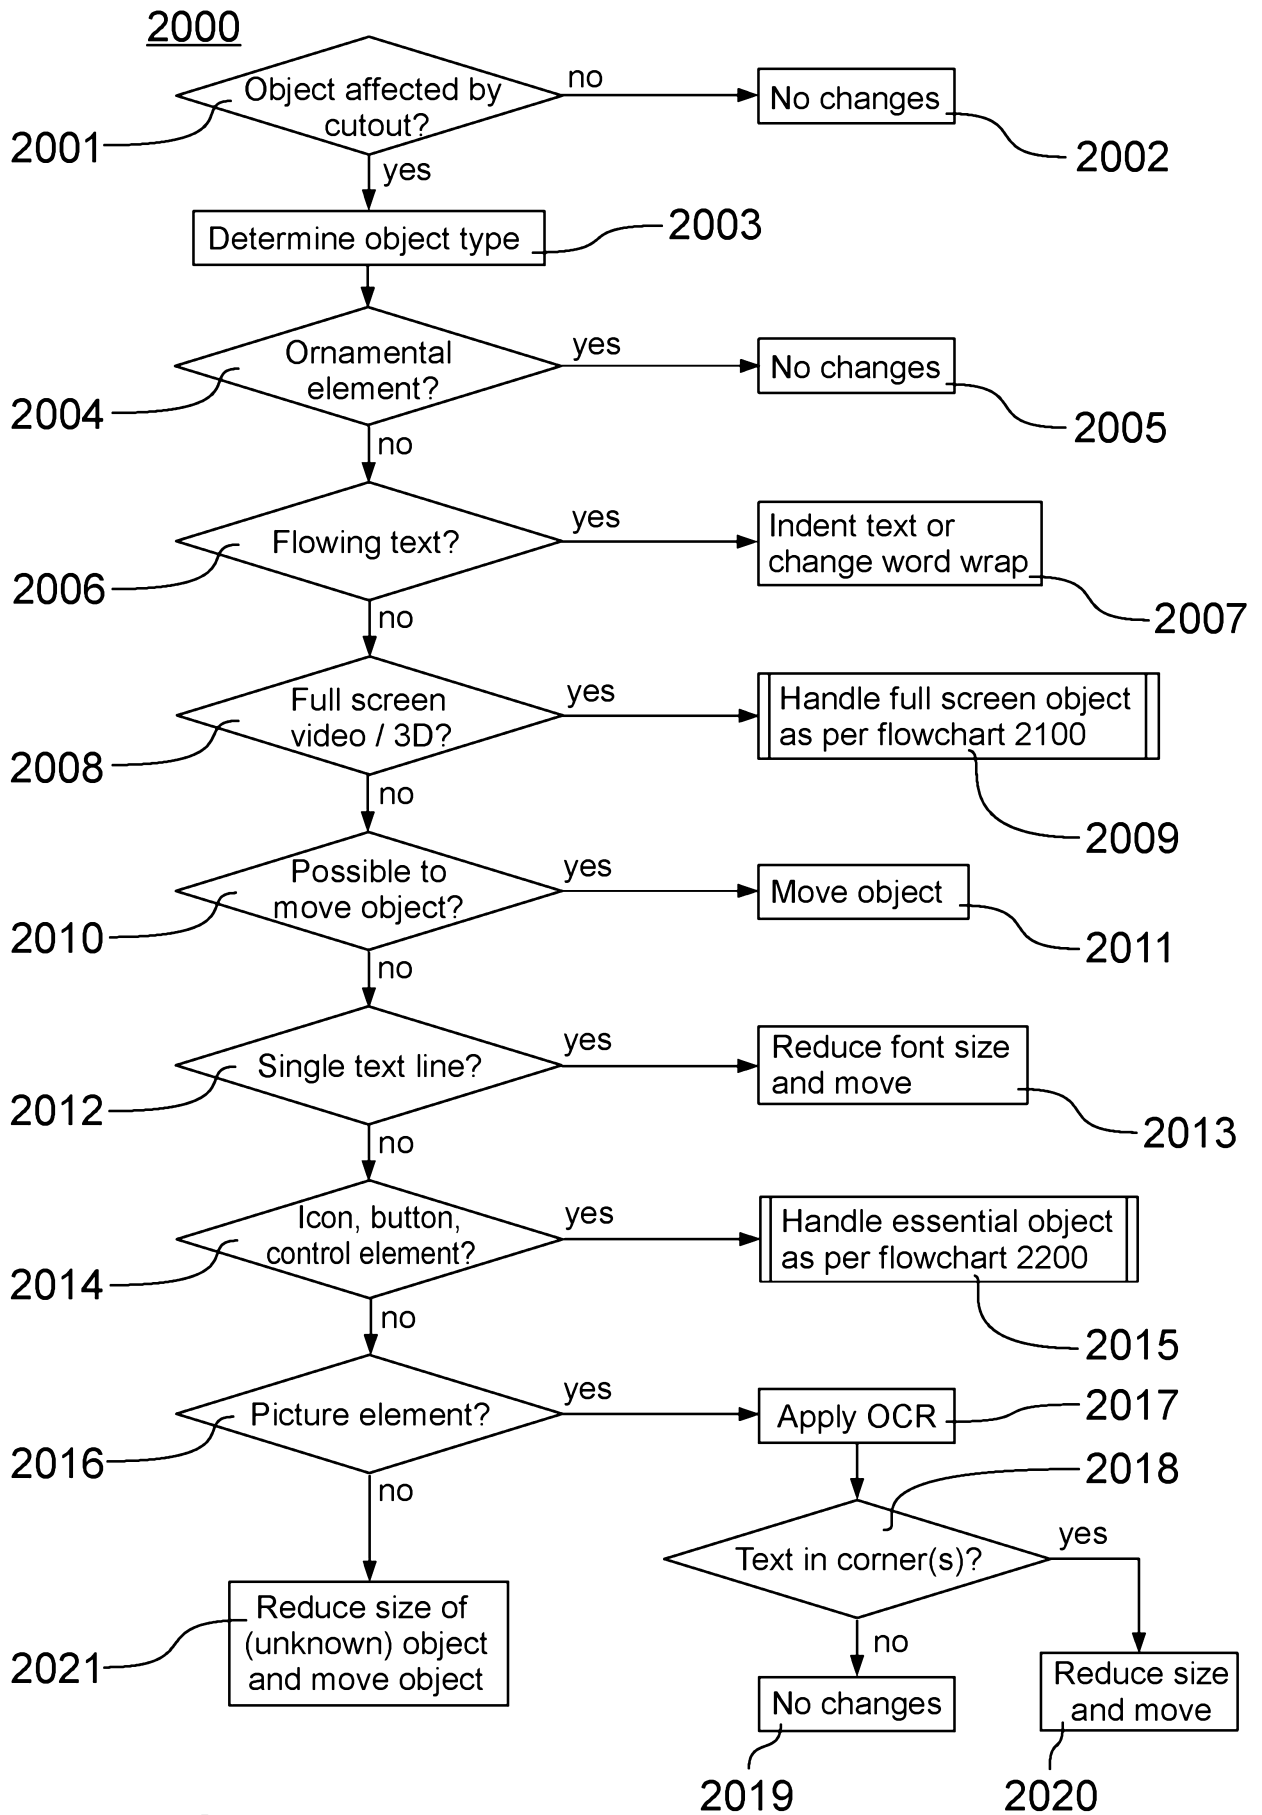 2000
Object affected by
cutout?
no
No changes
2001
2002
yes
Determine object type
2003
Ornamental
element?
yes
No changes
2004
2005
no
Flowing text?
yes
Indent text or
change word wrap
2006
2007
no
Full screen
video / 3D?
yes
Handle full screen object
as per flowchart 2100
2008
2009
no
Possible to
move object?
yes
Move object
2010
2011
no
Single text line?
yes
Reduce font size
and move
2012
2013
no
Icon, button,
control element?
yes
Handle essential object
as per flowchart 2200
2014
2015
no
Picture element?
yes
Apply OCR
2017
2016
2018
no
Text in corner(s)?
yes
Reduce size of
(unknown) object
and move object
2021
no
No changes
Reduce size
and move
2019
2020